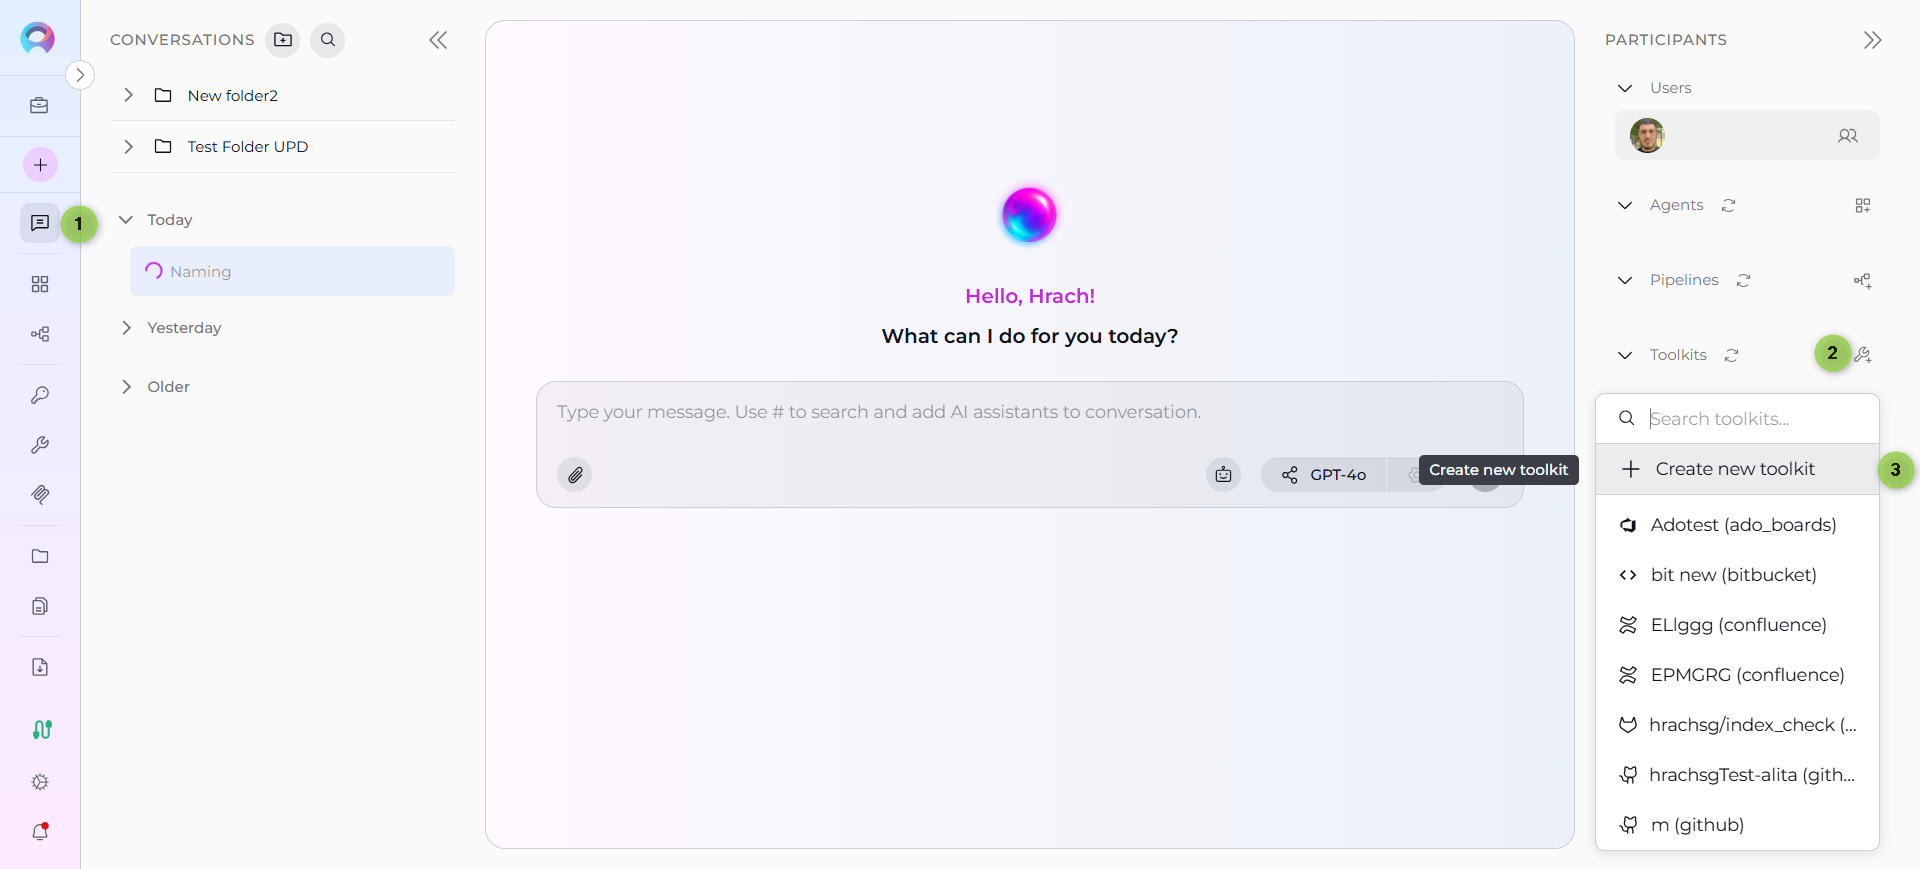 CONVERSATIONS
New folder2
Test Folder UPD
1
Today
Naming
Yesterday
Older
Hello, Hrach!
What can I do for you today?
Type your message. Use # to search and add AI assistants to conversation.
GPT-4o
Create new toolkit
PARTICIPANTS
Users
Agents
Pipelines
Toolkits
2
Search toolkits...
Create new toolkit
3
Adotest (ado_boards)
bit new (bitbucket)
ELlggg (confluence)
EPMGRG (confluence)
hrachsg/index_check (...
hrachsgTest-alita (gith...
m (github)